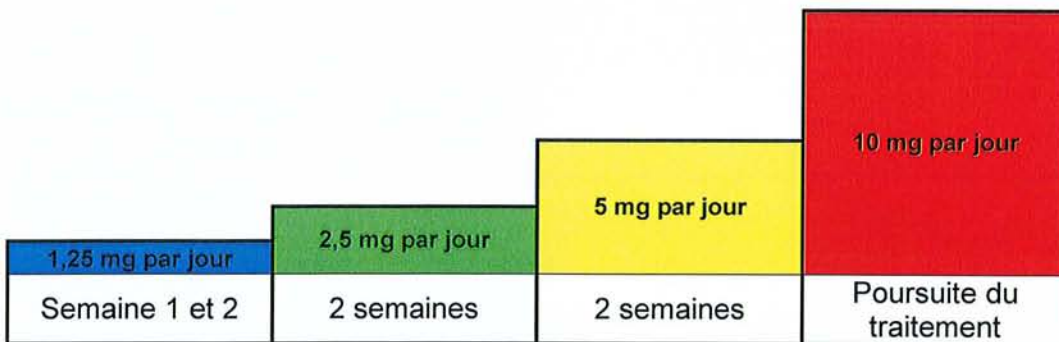 10 mg par jour
5 mg par jour
2,5 mg par jour
1,25 mg par jour
Semaine 1 et 2
2 semaines
2 semaines
Poursuite du
traitement